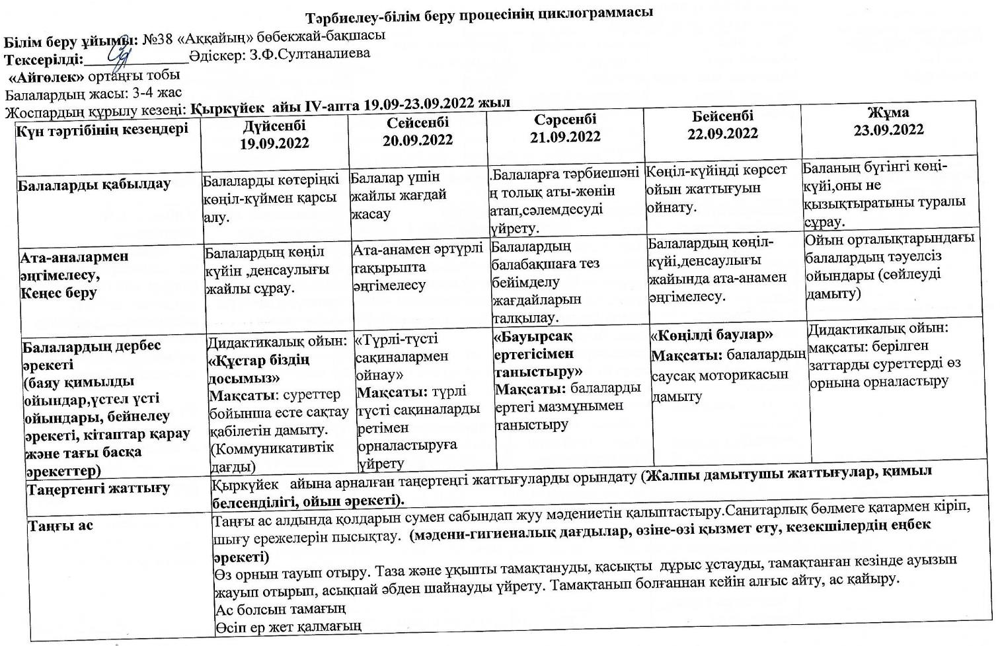 Тәрбиелеу-білім беру процесінің циклограммасы
Білім беру ұйымы: №38 «Аққайың» бөбекжай-бақшасы
Тексерілді:_______________Әдіскер: З.Ф.Султаналиева
«Айгөлек» ортаңғы тобы
Балалардың жасы: 3-4 жас
Жоспардың құрылу кезеңі: Қыркүйек айы IV-апта 19.09-23.09.2022 жыл
Күн тәртібінің кезеңдері
Дүйсенбі
19.09.2022
Сейсенбі
20.09.2022
Сәрсенбі
21.09.2022
Бейсенбі
22.09.2022
Жұма
23.09.2022
Балаларды қабылдау
Балаларды көтеріңкі
көңіл-күймен қарсы
алу.
Балалар үшін
жайлы жағдай
жасау
.Балаларға тәрбиешәні
ң толық аты-жөнін
атап,сәлемдесуді
үйрету.
Көңіл-күйіңді көрсет
ойын жаттығуын
ойнату.
Баланың бүгінгі көңі-
күйі,оны не
қызықтыратыны туралы
сұрау.
Ата-аналармен
әңгімелесу,
Кеңес беру
Балалардың көңіл
күйін ,денсаулығы
жайлы сұрау.
Ата-анамен әртүрлі
тақырыпта
әңгімелесу
Балалардың
балабақшаға тез
бейімделу
жағдайларын
талқылау.
Балалардың көңіл-
күйі,денсаулығы
жайында ата-анамен
әңгімелесу.
Ойын орталықтарындағы
балалардың тәуелсіз
ойындары (сөйлеуді
дамыту)
Балалардың дербес
әрекеті
(баяу қимылды
ойындар,үстел үсті
ойындары, бейнелеу
әрекеті, кітаптар қарау
және тағы басқа
әрекеттер)
Дидактикалық ойын:
«Құстар біздің
досымыз»
Мақсаты: суреттер
бойынша есте сақтау
қабілетін дамыту.
(Коммуникативтік
дағды)
«Түрлі-түсті
сақиналармен
ойнау»
Мақсаты: түрлі
түсті сақиналарды
ретімен
орналастыруға
үйрету
«Бауырсақ
ертегісімен
таныстыру»
Мақсаты: балаларды
ертегі мазмұнымен
таныстыру
«Көңілді баулар»
Мақсаты: балалардың
саусақ моторикасын
дамыту
Дидактикалық ойын:
мақсаты: берілген
заттарды суреттерді өз
орнына орналастыру
Таңертенгі жаттығу
Қыркүйек айына арналған таңертеңгі жаттығуларды орындату (Жалпы дамытушы жаттығулар, қимыл
белсенділігі, ойын әрекеті).
Таңғы ас
Таңғы ас алдында қолдарын сумен сабындап жуу мәдениетін қалыптастыру.Санитарлық бөлмеге қатармен кіріп,
шығу ережелерін пысықтау. (мәдени-гигиеналық дағдылар, өзіне-өзі қызмет ету, кезекшілердің еңбек
әрекеті)
Өз орнын тауып отыру. Таза және ұқыпты тамақтануды, қасықты дұрыс ұстауды, тамақтанған кезінде ауызын
жауып отырып, асықпай әбден шайнауды үйрету. Тамақтанып болғаннан кейін алғыс айту, ас қайыру.
Ас болсын тамағың
Өсіп ер жет қалмағың